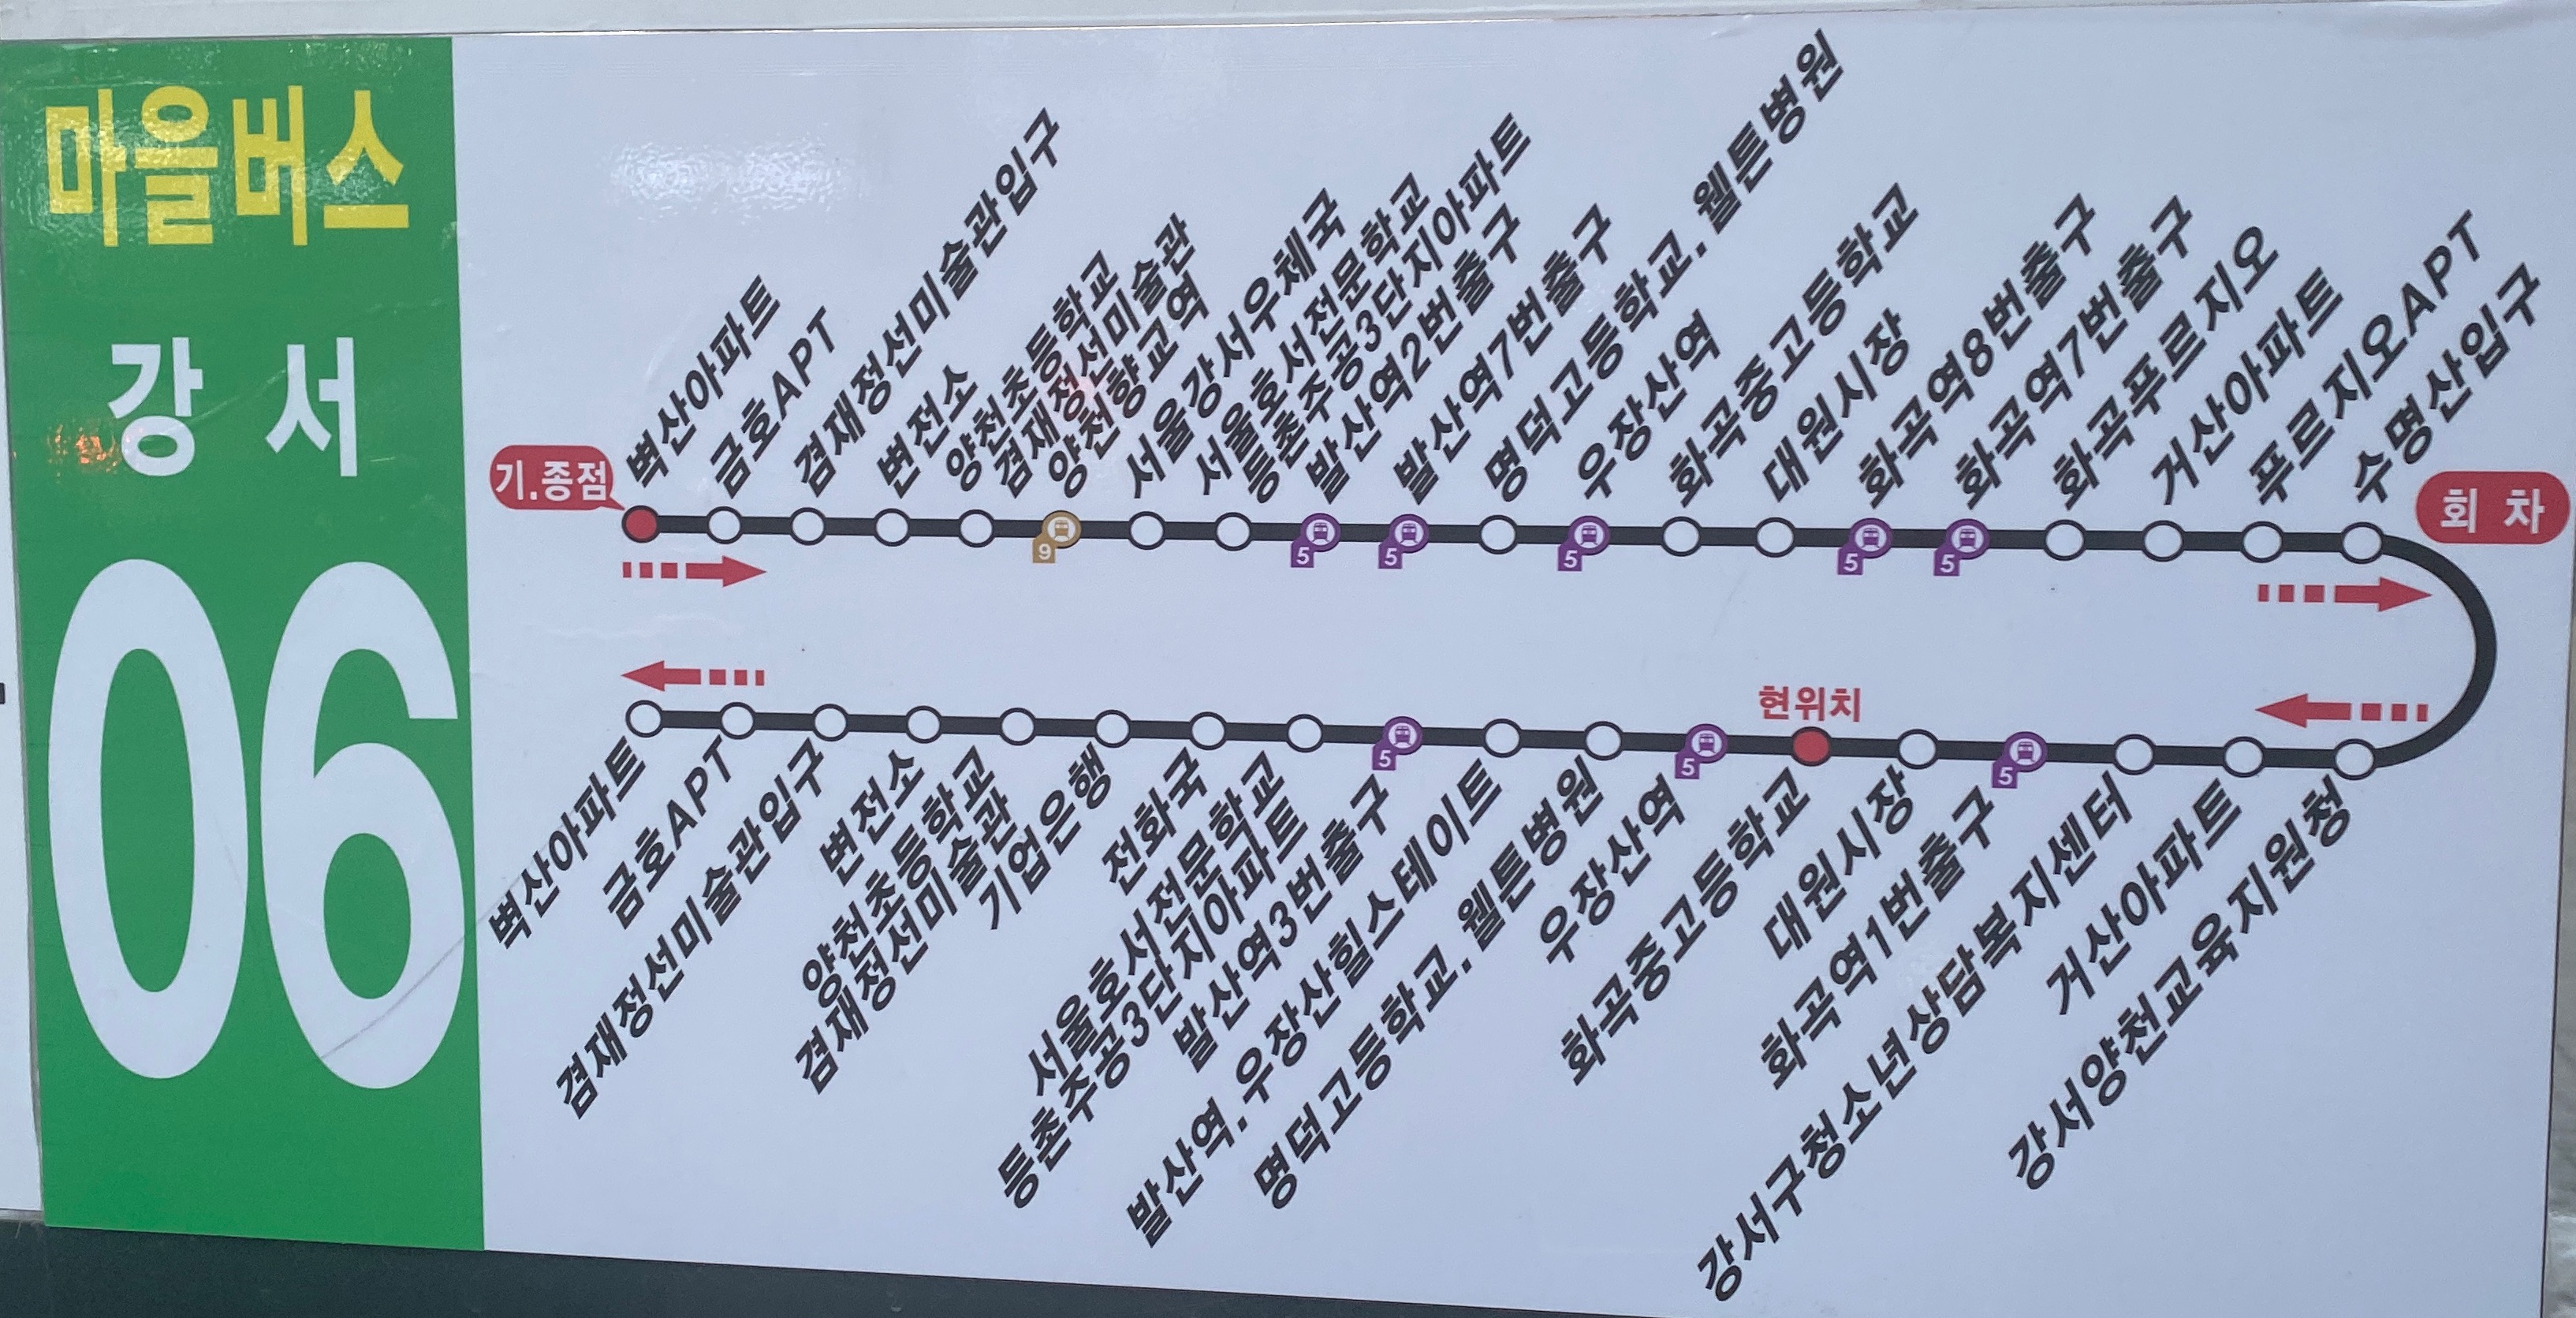 마을버스
강 서
06
기.종점
벽산아파트
금호APT
겸재정선미술관입구
변전소
양천초등학교
겸재정선미술관
양천향교역
서울강서우체국
서울호서전문학교
등촌주공3단지아파트
발산역2번출구
발산역7번출구
명덕고등학교. 웰튼병원
우장산역
화곡중고등학교
대원시장
화곡역8번출구
화곡역7번출구
화곡푸르지오
거산아파트
푸르지오APT
수명산입구
회 차
9
5
5
5
5
5
현위치
5
5
5
벽산아파트
금호APT
겸재정선미술관입구
변전소
양천초등학교
겸재정선미술관
기업은행
전화국
서울호서전문학교
등촌주공3단지아파트
발산역3번출구
발산역. 우장산힐스테이트
명덕고등학교. 웰튼병원
우장산역
화곡중고등학교
대원시장
화곡역1번출구
강서구청소년상담복지센터
거산아파트
강서양천교육지원청